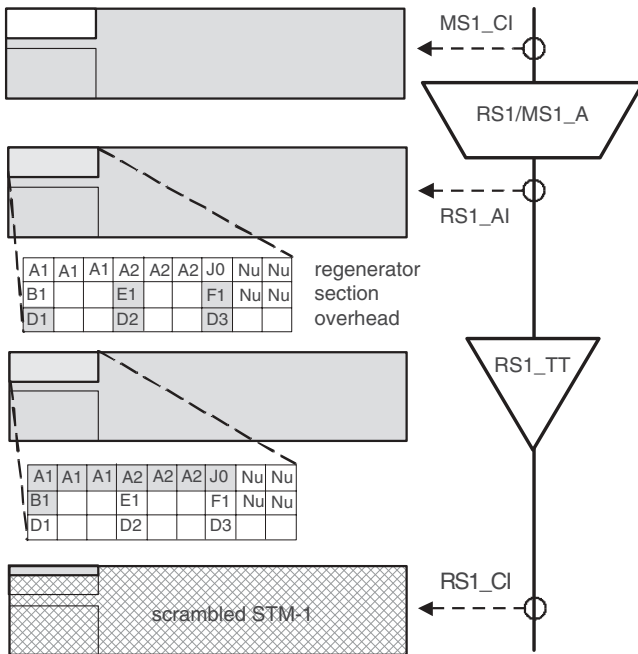 MS1_CI
RS1/MS1_A
RS1_AI
A1 A1 A1 A2 A2 A2 J0 Nu Nu
B1 E1 F1 Nu Nu
D1 D2 D3
regenerator
section
overhead
RS1_TT
A1 A1 A1 A2 A2 A2 J0 Nu Nu
B1 E1 F1 Nu Nu
D1 D2 D3
RS1_CI
scrambled STM-1